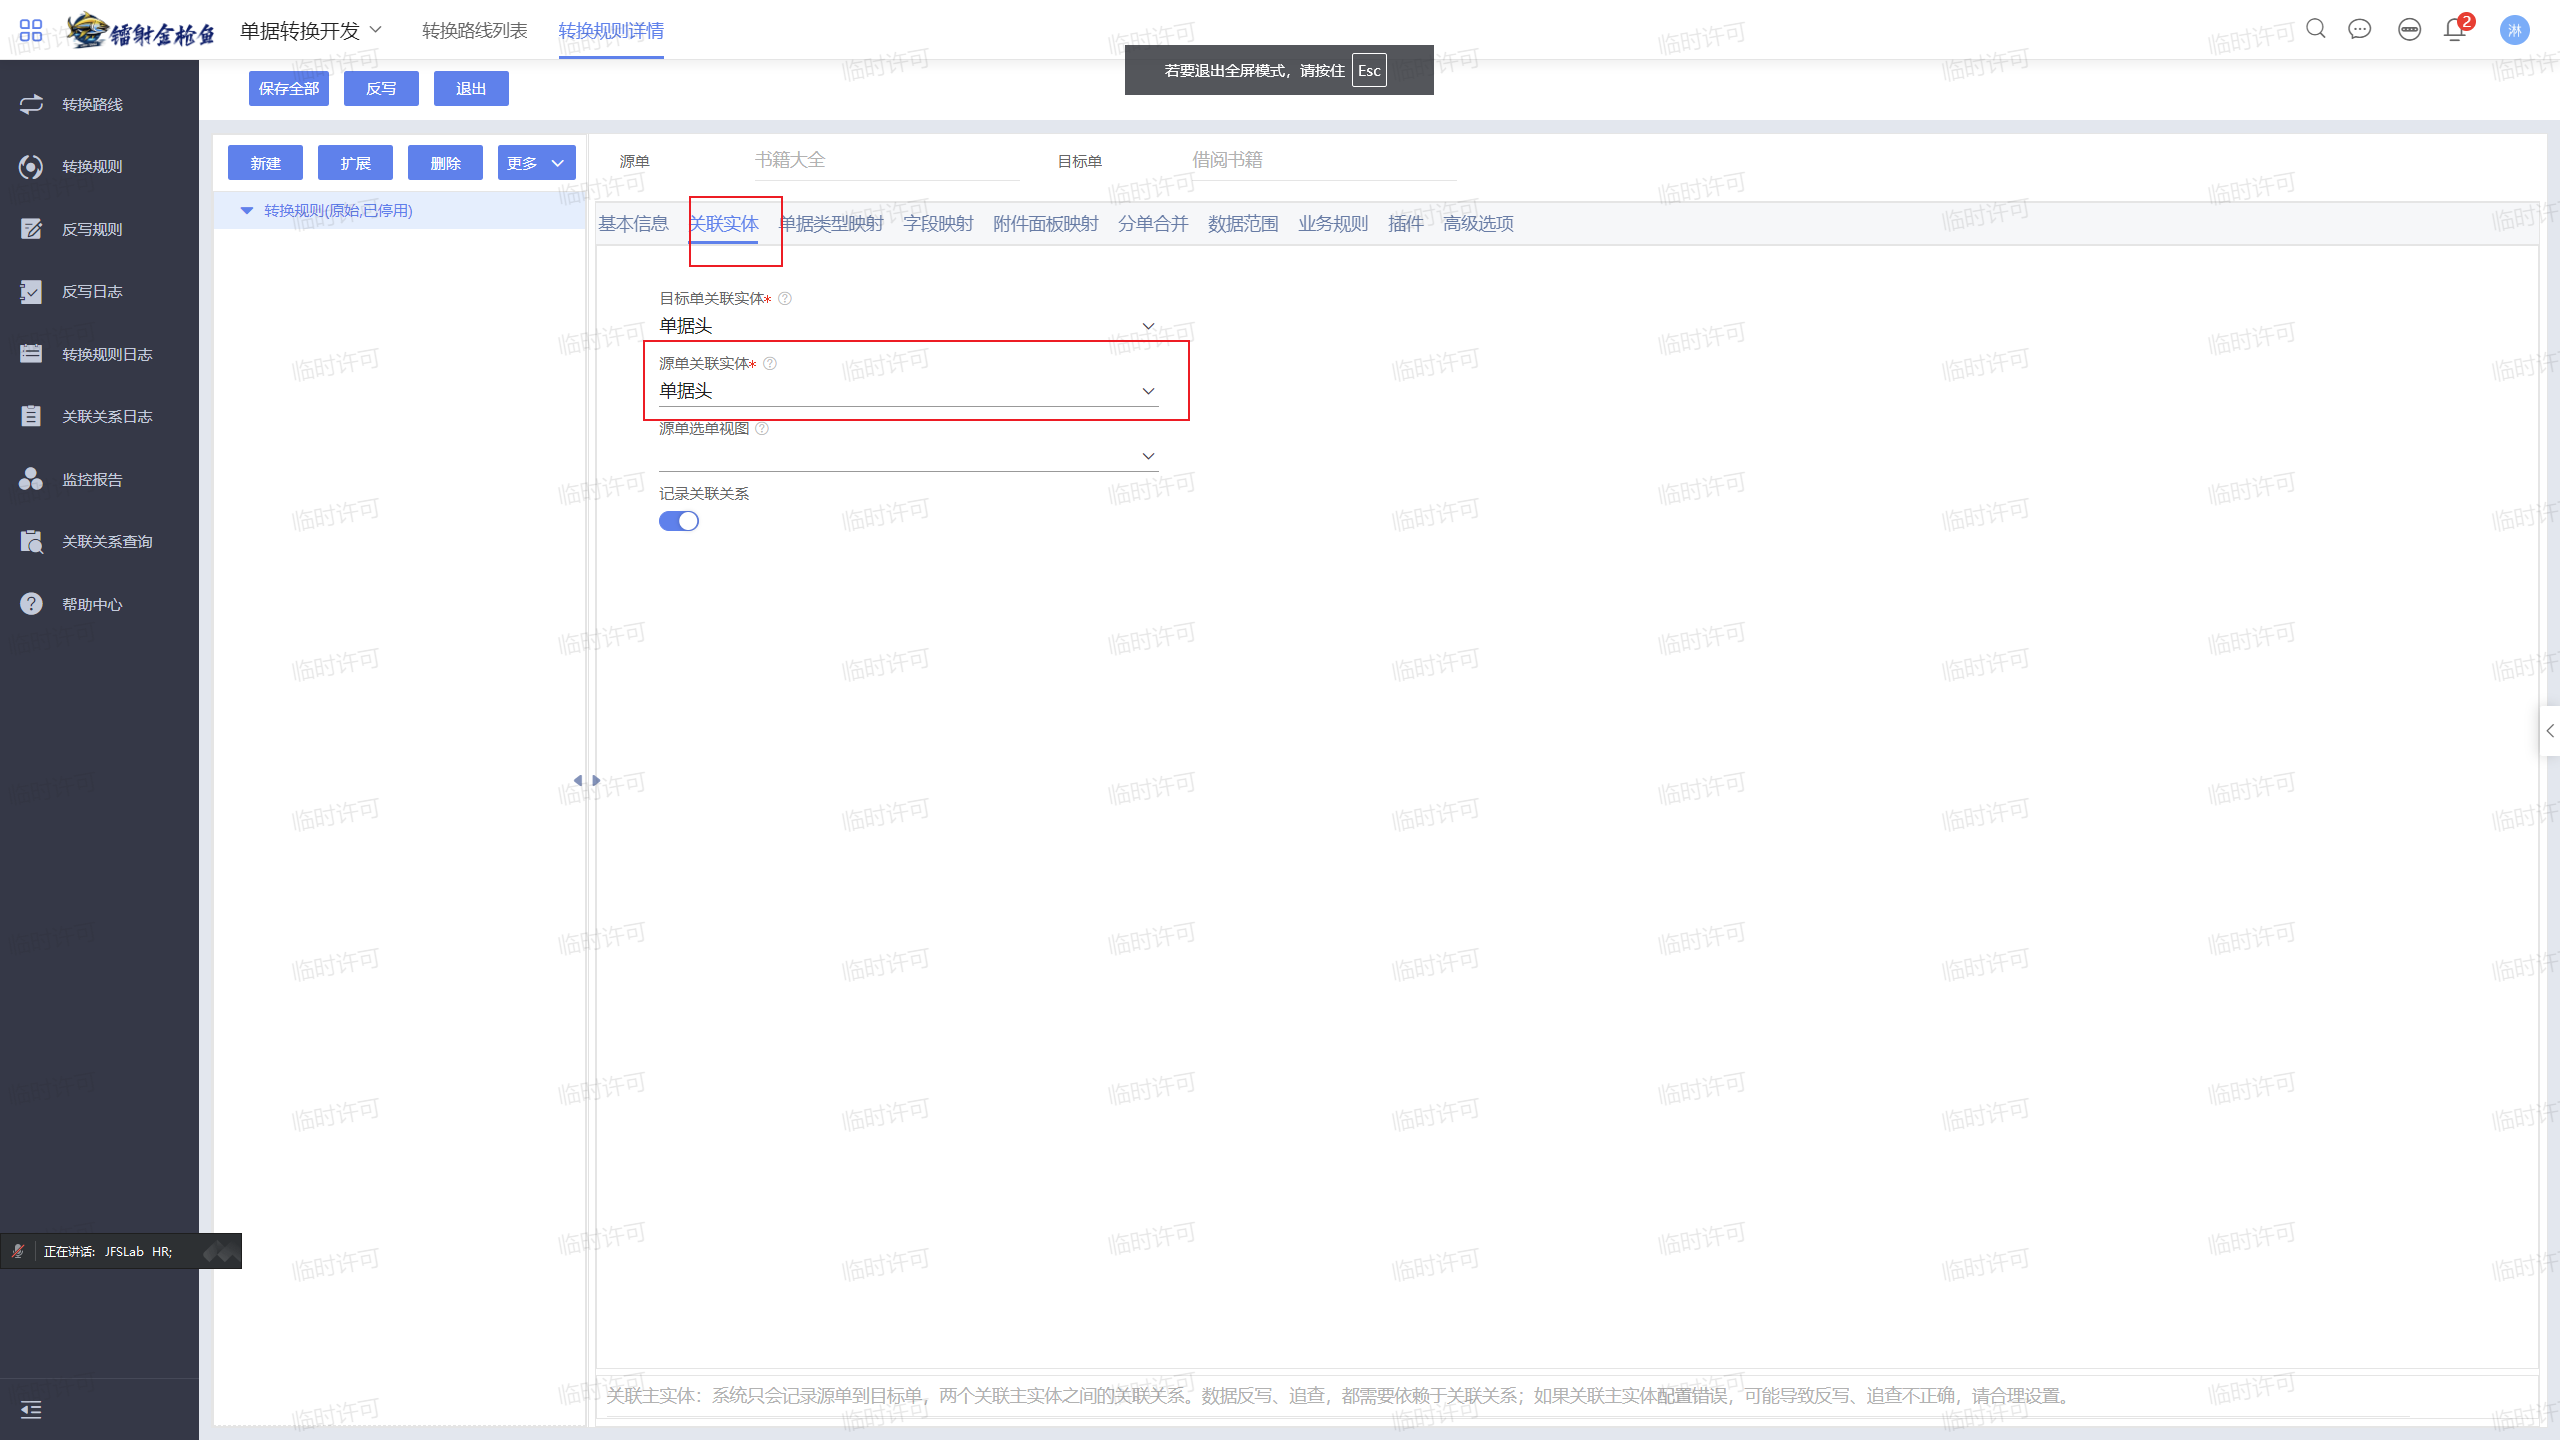 镭射金枪鱼 单据转换开发 转换路线列表 转换规则详情 2 淋
若要退出全屏模式，请按住 Esc
保存全部 反写 退出
转换路线
转换规则
反写规则
反写日志
转换规则日志
关联关系日志
监控报告
关联关系查询
帮助中心
新建 扩展 删除 更多
转换规则(原始,已停用)
源单 书籍大全 目标单 借阅书籍
基本信息 关联实体 单据类型映射 字段映射 附件面板映射 分单合并 数据范围 业务规则 插件 高级选项
目标单关联实体*
单据头
源单关联实体*
单据头
源单选单视图
记录关联关系
正在讲话: JFSLab HR;
关联主实体：系统只会记录源单到目标单，两个关联主实体之间的关联关系。数据反写、追查，都需要依赖于关联关系；如果关联主实体配置错误，可能导致反写、追查不正确，请合理设置。
临时许可